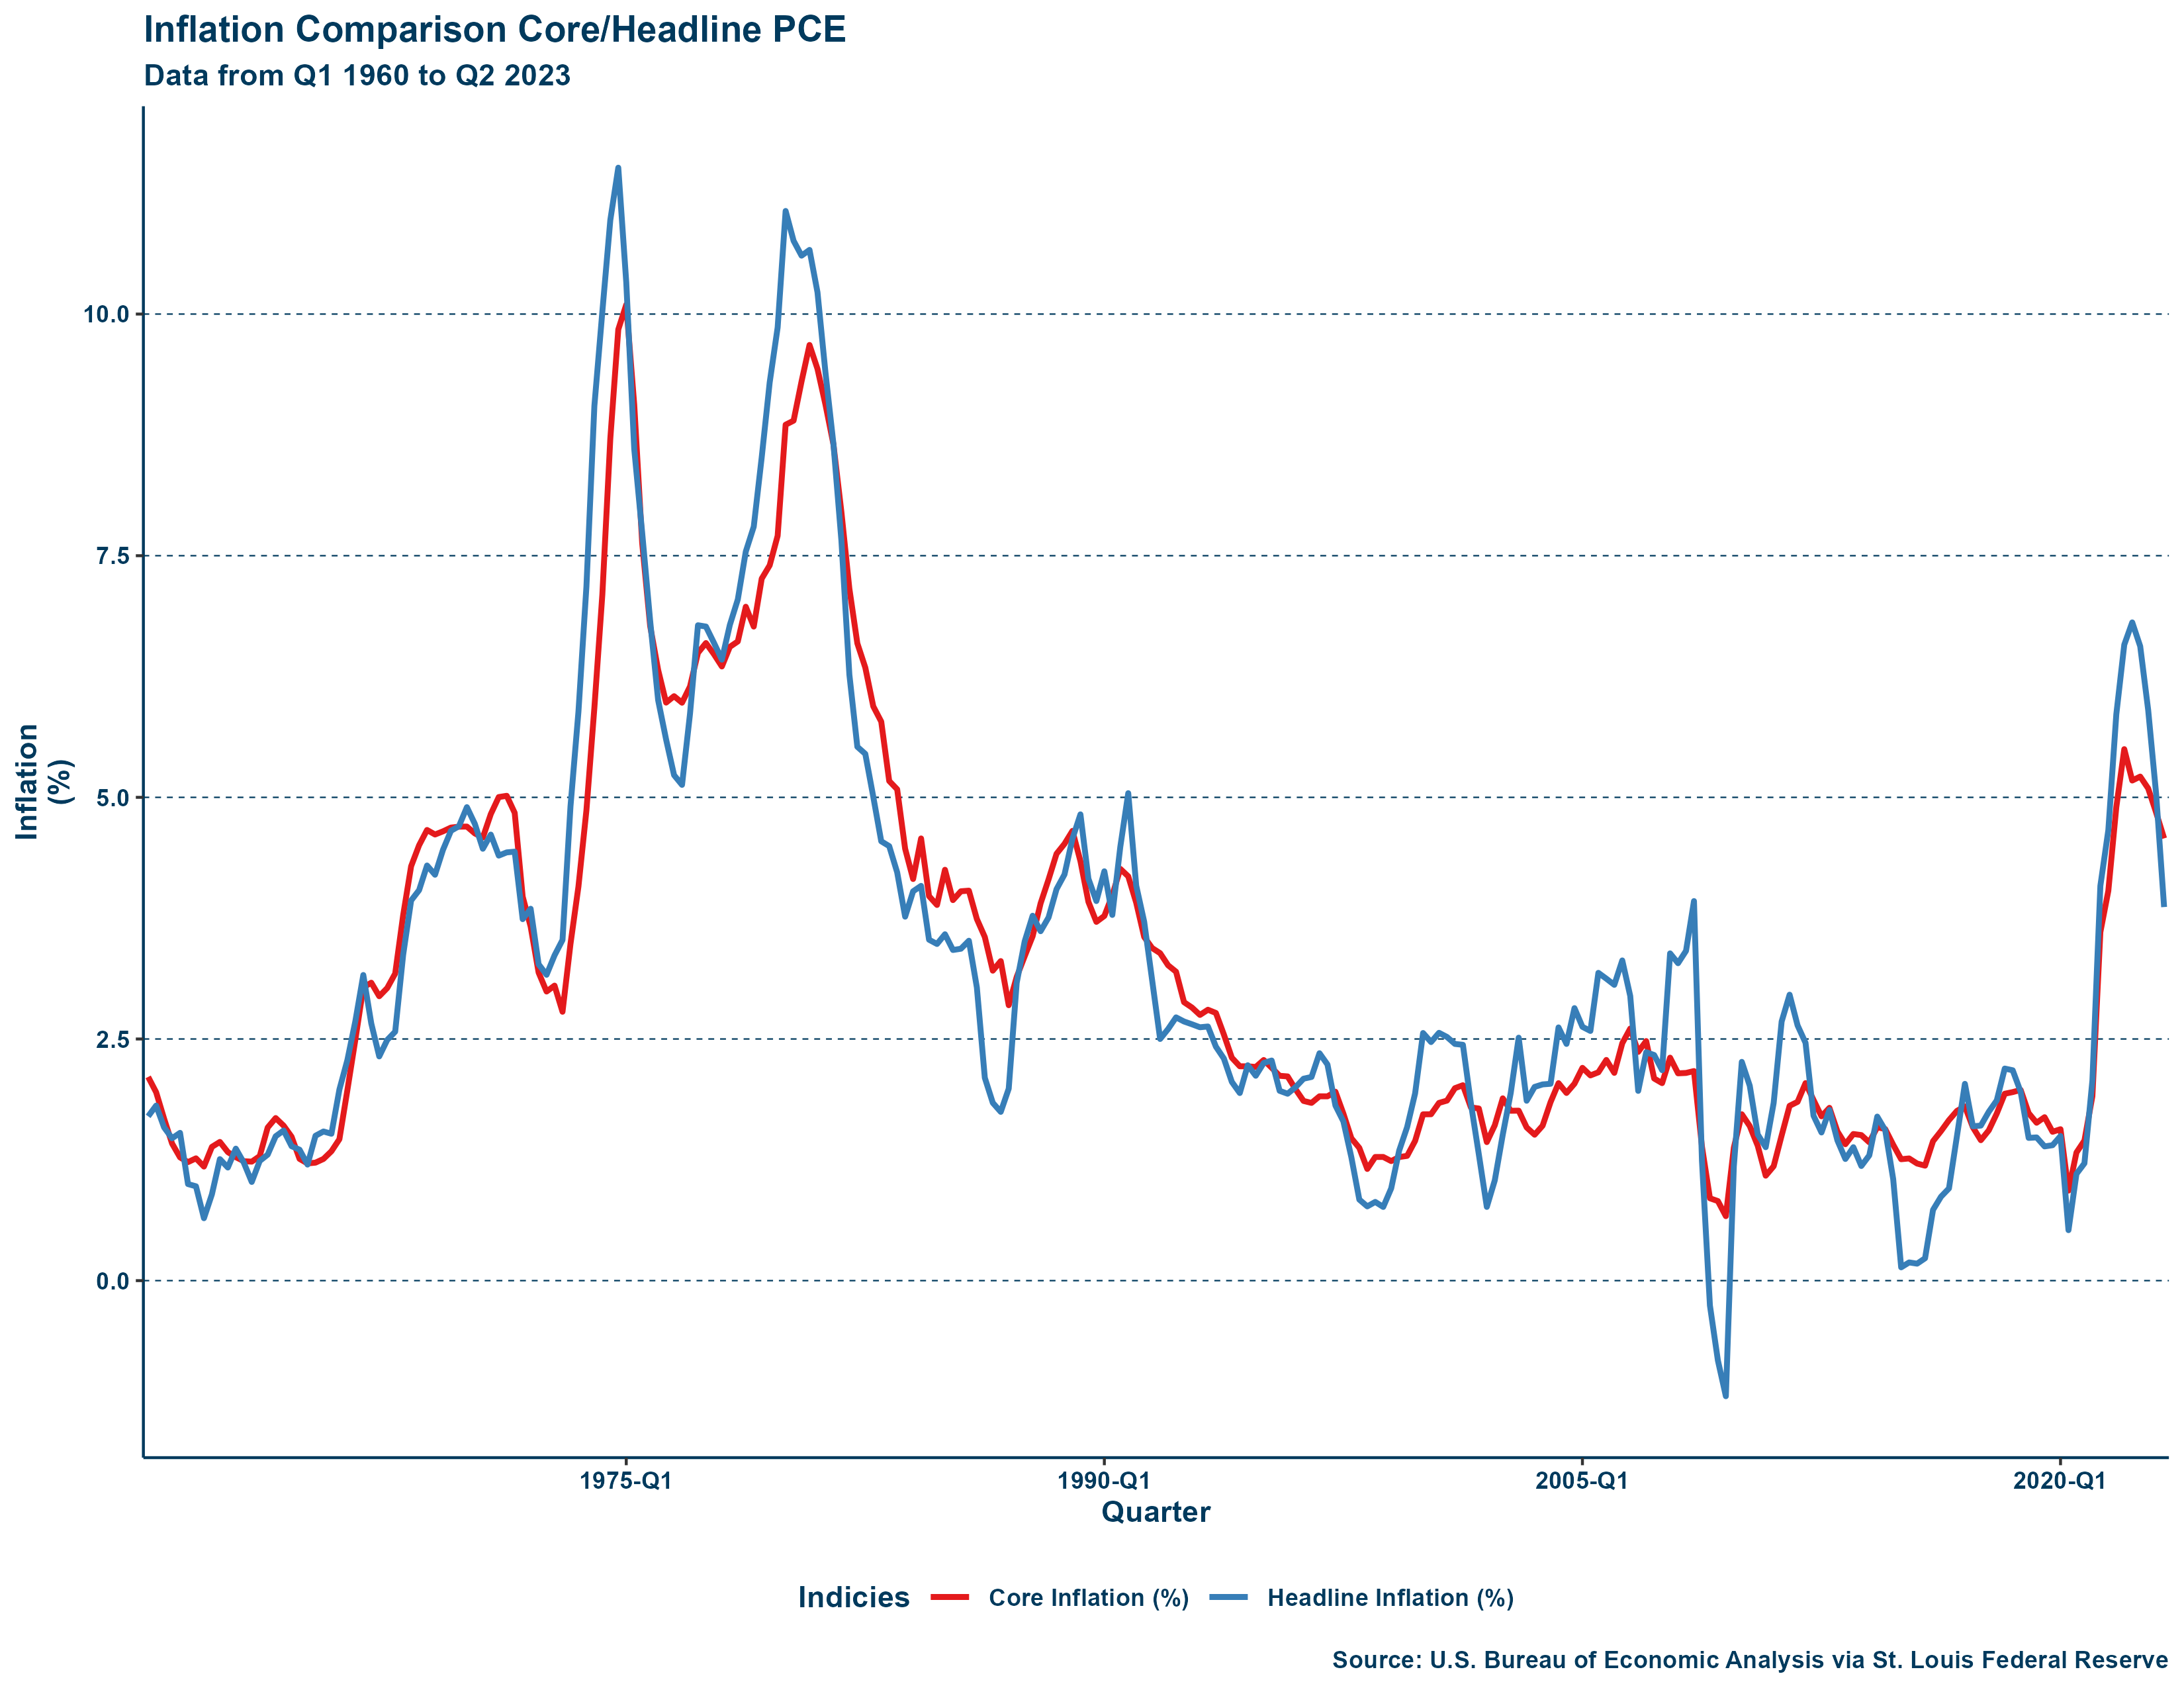 Inflation Comparison Core/Headline PCE
Data from Q1 1960 to Q2 2023
10.0
7.5
5.0
2.5
0.0
Inflation
(%)
1975-Q1
1990-Q1
2005-Q1
2020-Q1
Quarter
Indicies Core Inflation (%) Headline Inflation (%)
Source: U.S. Bureau of Economic Analysis via St. Louis Federal Reserve